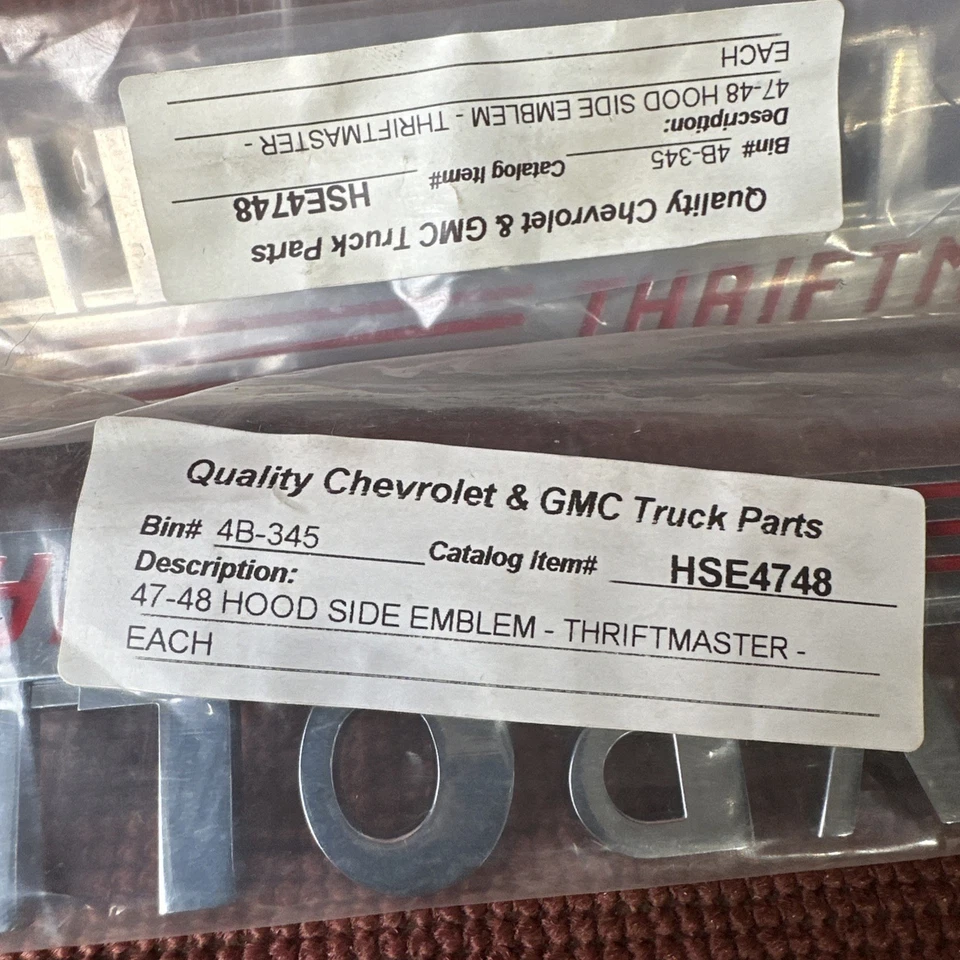 Quality Chevrolet & GMC Truck Parts
Bin# 4B-345 Catalog Item# HSE4748
Description:
47-48 HOOD SIDE EMBLEM - THRIFTMASTER -
EACH
THRIFTM
Quality Chevrolet & GMC Truck Parts
Bin# 4B-345 Catalog Item# HSE4748
Description:
47-48 HOOD SIDE EMBLEM - THRIFTMASTER -
EACH